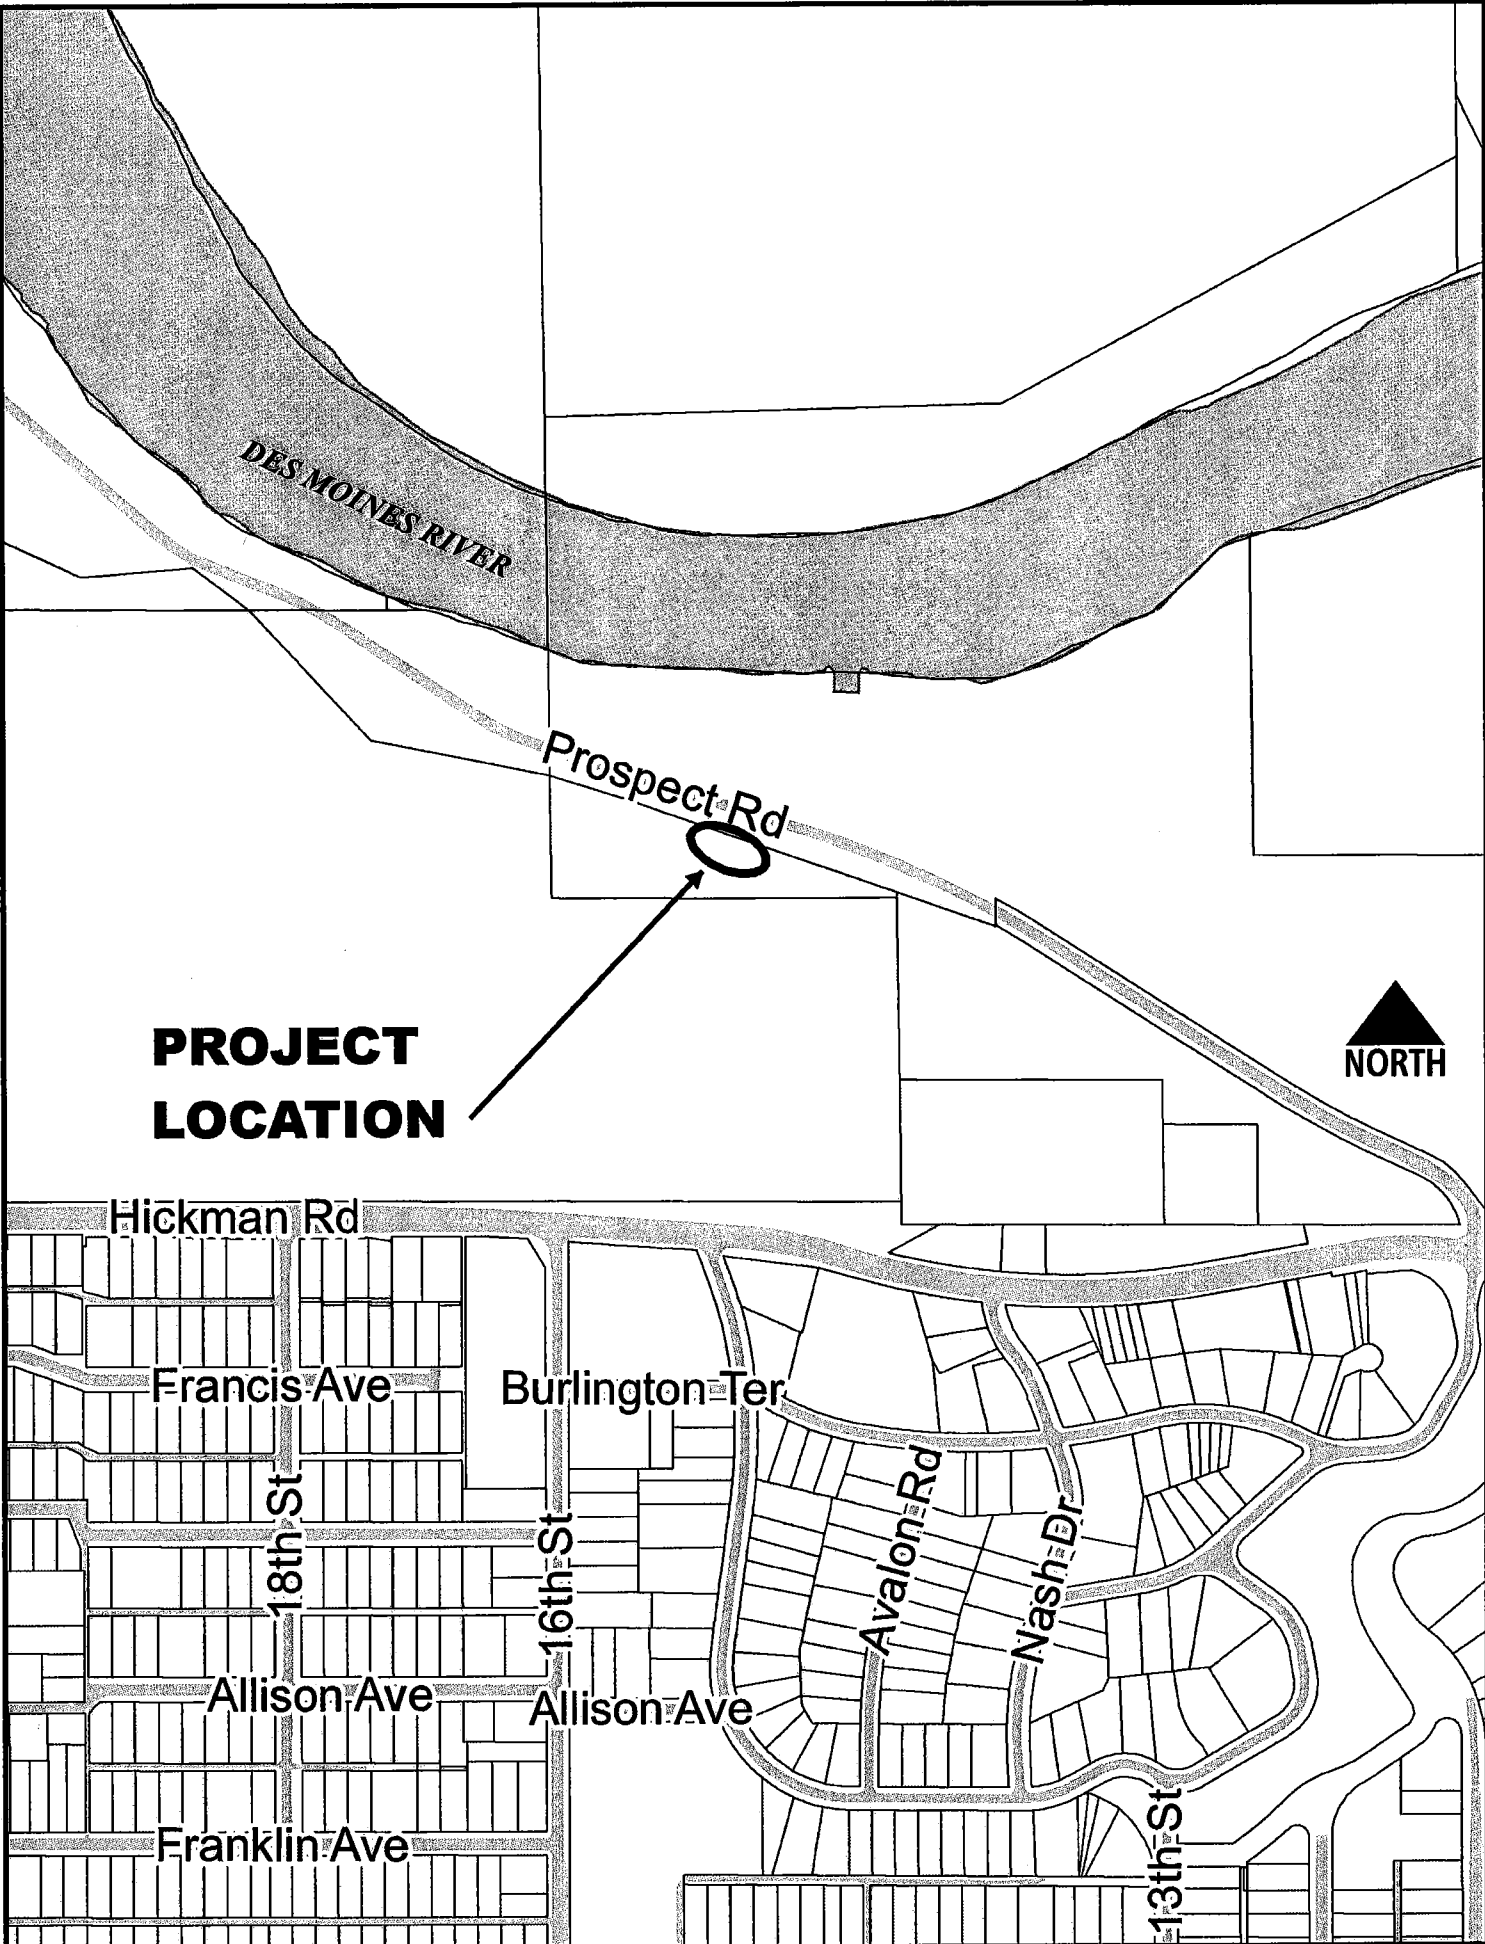 DES MOINES RIVER
Prospect Rd
PROJECT
LOCATION
NORTH
Hickman Rd
Francis Ave
Burlington Ter
18th St
16th St
Avalon Rd
Nash Dr
Allison Ave
Allison Ave
Franklin Ave
13th St